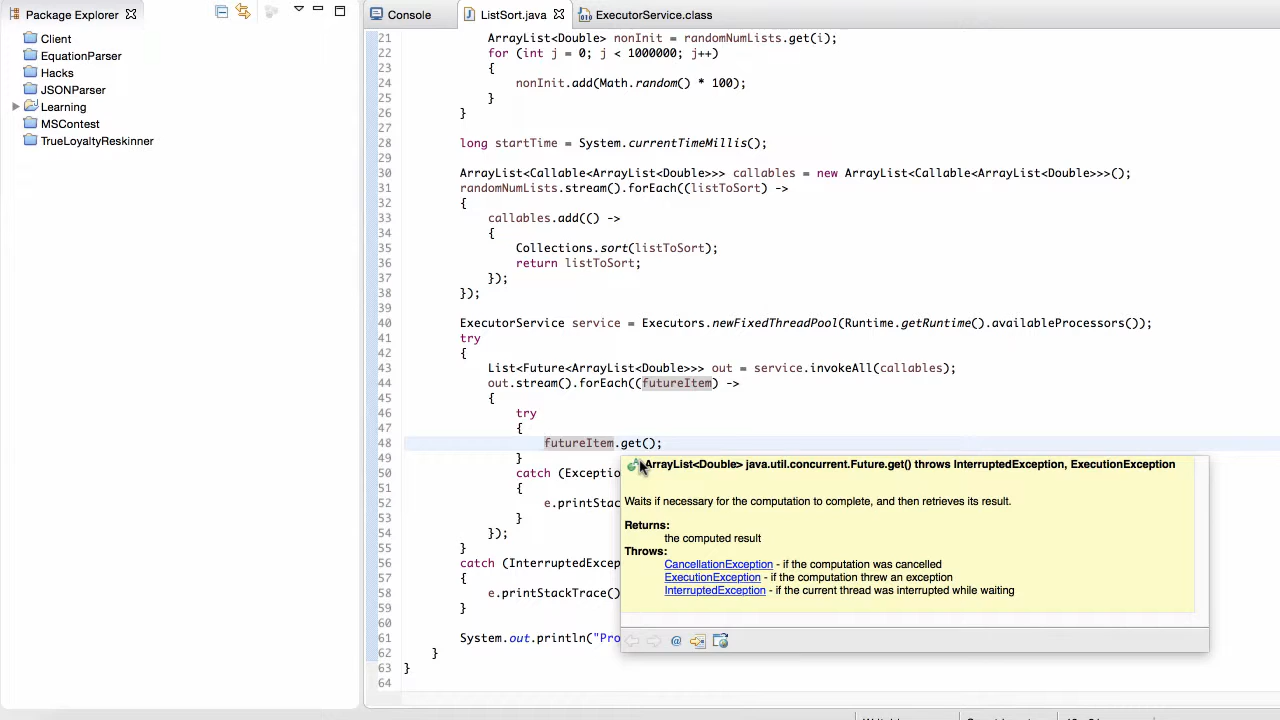 Package Explorer
Client
EquationParser
Hacks
JSONParser
Learning
MSContest
TrueLoyaltyReskinner
Console
ListSort.java
ExecutorService.class
21 ArrayList<Double> nonInit = randomNumLists.get(i);
22 for (int j = 0; j < 1000000; j++)
23 {
24 nonInit.add(Math.random() * 100);
25 }
26 }
27
28 long startTime = System.currentTimeMillis();
29
30 ArrayList<Callable<ArrayList<Double>>> callables = new ArrayList<Callable<ArrayList<Double>>>();
31 randomNumLists.stream().forEach((listToSort) ->
32 {
33 callables.add(() ->
34 {
35 Collections.sort(listToSort);
36 return listToSort;
37 });
38 });
39
40 ExecutorService service = Executors.newFixedThreadPool(Runtime.getRuntime().availableProcessors());
41 try
42 {
43 List<Future<ArrayList<Double>>> out = service.invokeAll(callables);
44 out.stream().forEach((futureItem) ->
45 {
46 try
47 {
48 futureItem.get();
49 }
50 catch (Exceptio
51 {
52 e.printStac
53 }
54 });
55 }
56 catch (InterruptedExcep
57 {
58 e.printStackTrace()
59 }
60
61 System.out.println("Pro
62 }
63 }
64
ArrayList<Double> java.util.concurrent.Future.get() throws InterruptedException, ExecutionException
Waits if necessary for the computation to complete, and then retrieves its result.
Returns:
the computed result
Throws:
CancellationException - if the computation was cancelled
ExecutionException - if the computation threw an exception
InterruptedException - if the current thread was interrupted while waiting